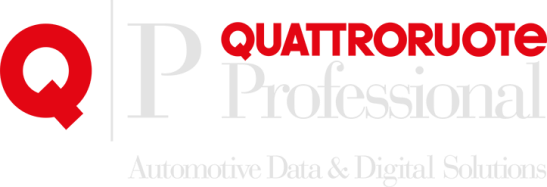 Q P QUATTRORUOTe
Professional
Automotive Data & Digital Solutions